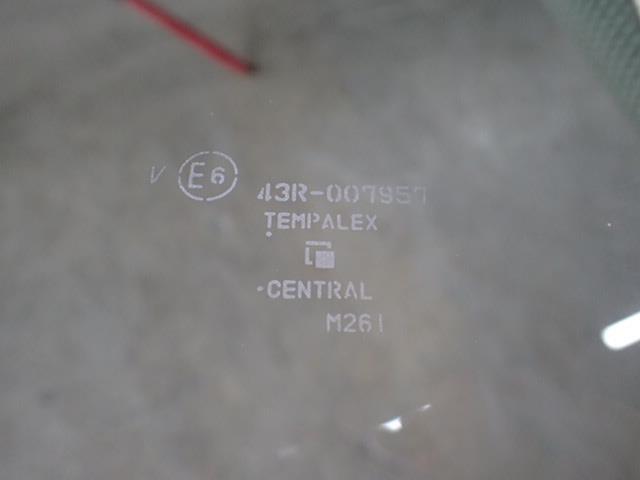 V E6 43R-007957
TEMPALEX
CENTRAL
M261